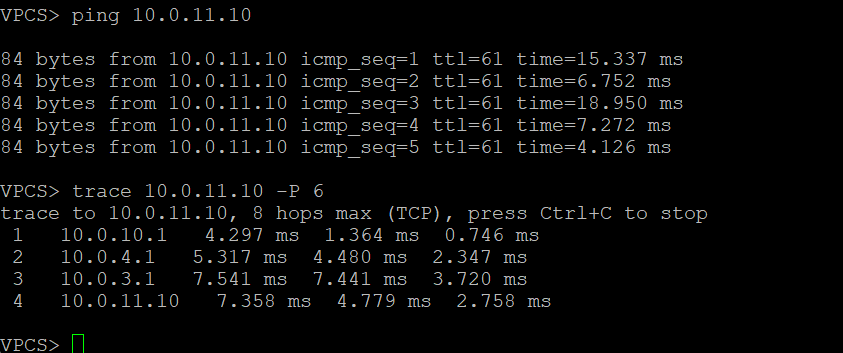 VPCS> ping 10.0.11.10
84 bytes from 10.0.11.10 icmp_seq=1 ttl=61 time=15.337 ms
84 bytes from 10.0.11.10 icmp_seq=2 ttl=61 time=6.752 ms
84 bytes from 10.0.11.10 icmp_seq=3 ttl=61 time=18.950 ms
84 bytes from 10.0.11.10 icmp_seq=4 ttl=61 time=7.272 ms
84 bytes from 10.0.11.10 icmp_seq=5 ttl=61 time=4.126 ms
VPCS> trace 10.0.11.10 -P 6
trace to 10.0.11.10, 8 hops max (TCP), press Ctrl+C to stop
1 10.0.10.1 4.297 ms 1.364 ms 0.746 ms
2 10.0.4.1 5.317 ms 4.480 ms 2.347 ms
3 10.0.3.1 7.541 ms 7.441 ms 3.720 ms
4 10.0.11.10 7.358 ms 4.779 ms 2.758 ms
VPCS>